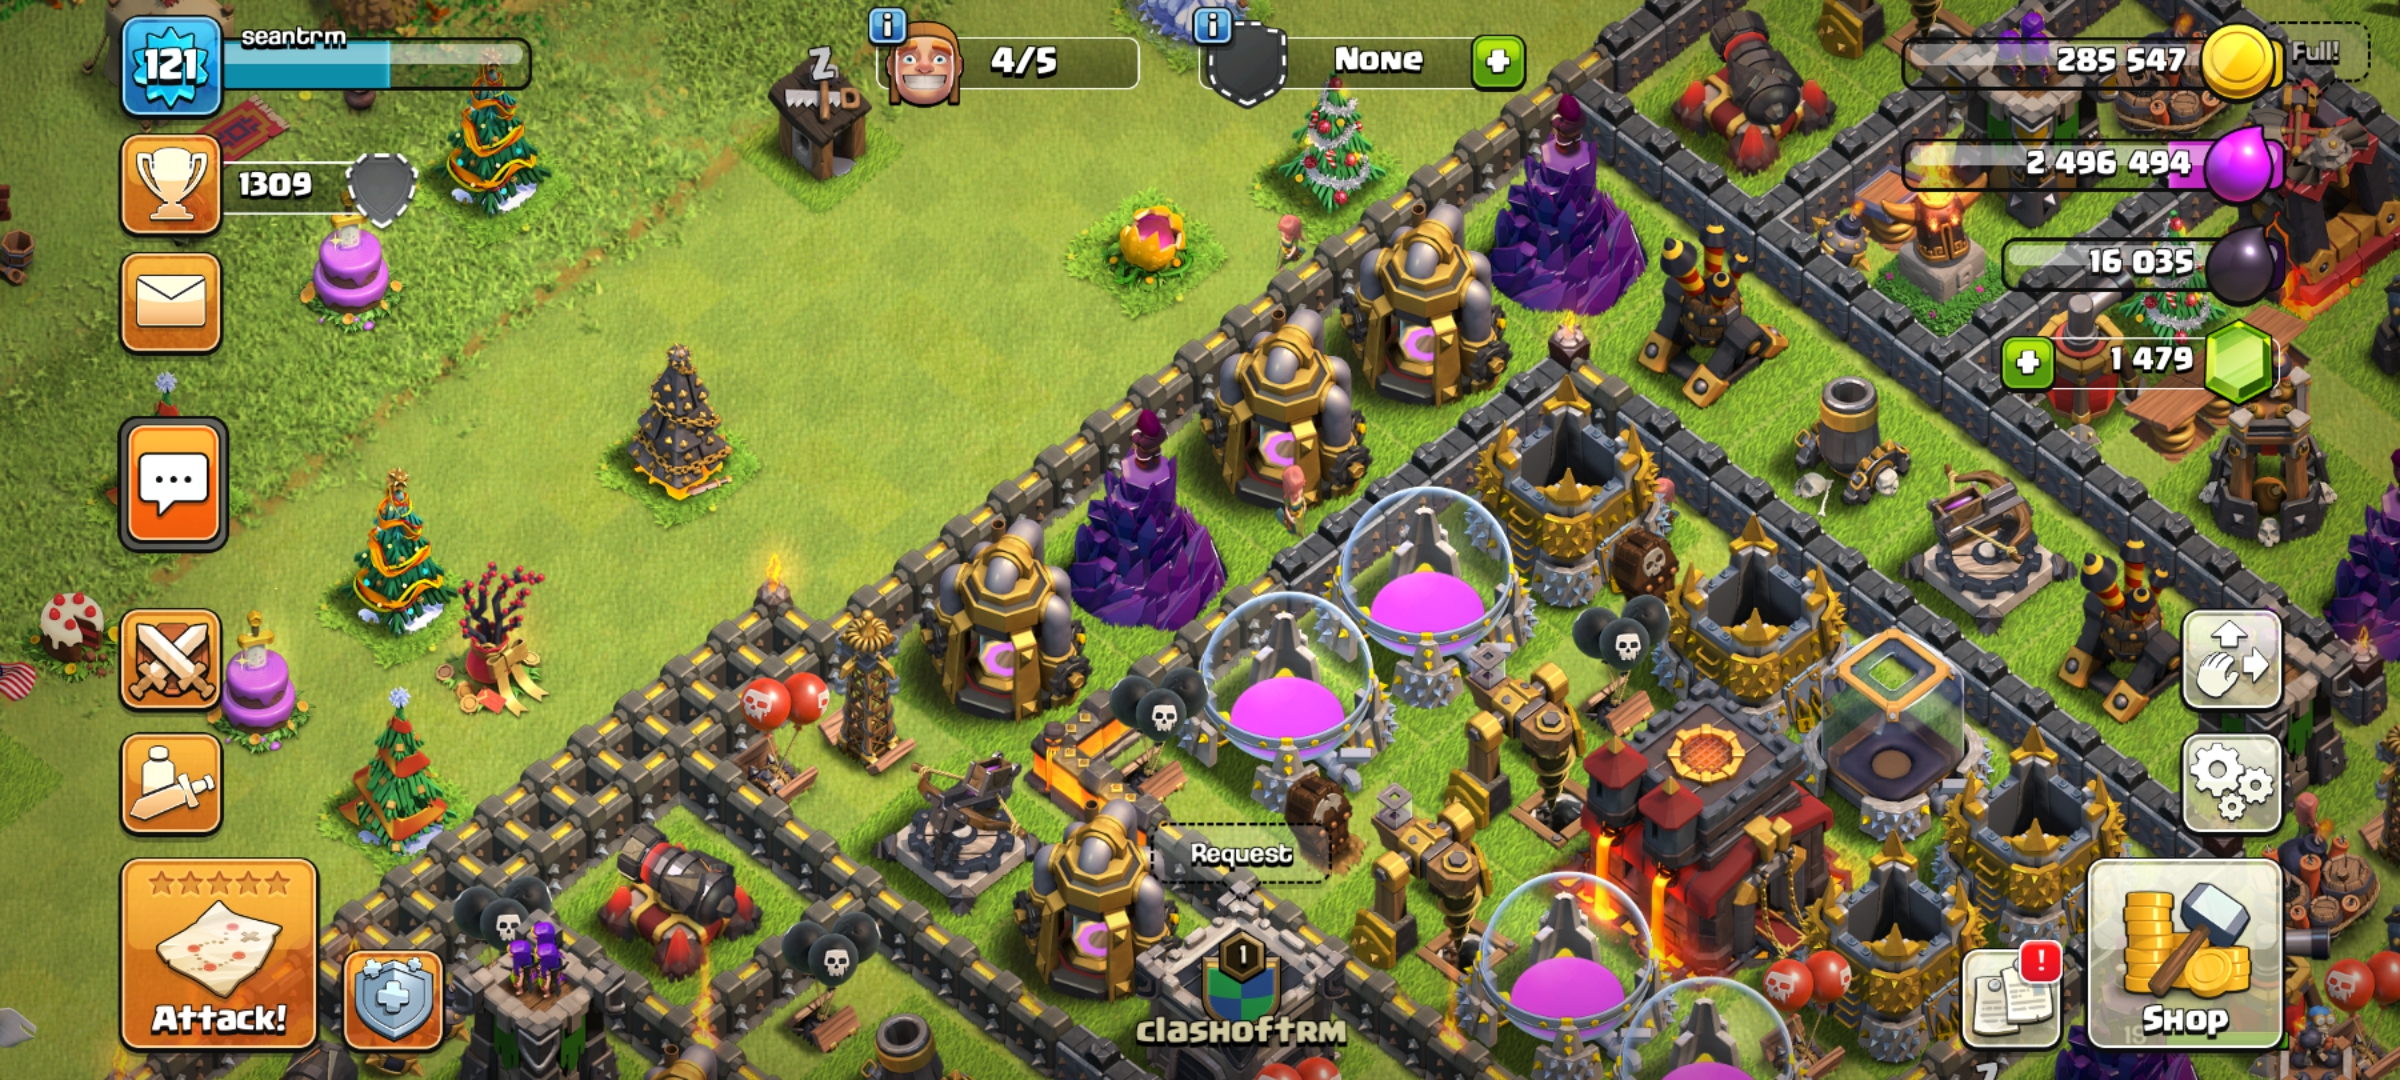 121
seantrm
4/5
None
285 547
Full!
1309
2 496 494
16 035
1 479
Request
1
clashoftrm
Attack!
!
Shop